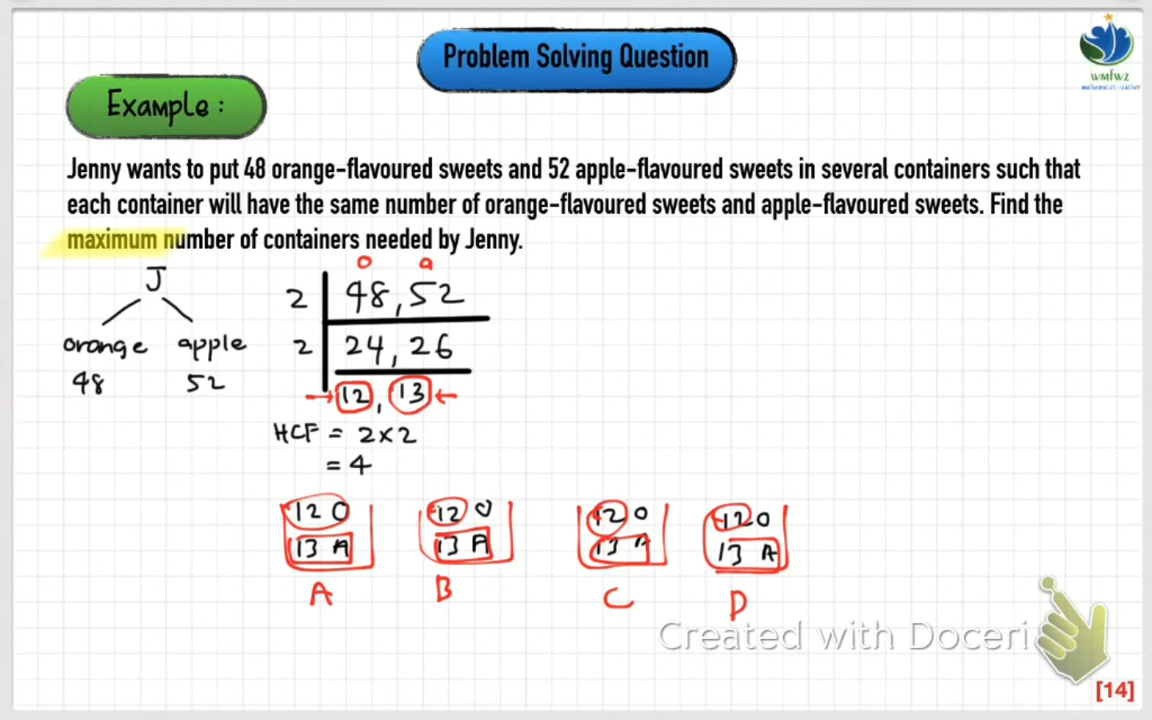 Problem Solving Question
wmfwz
Example :
Jenny wants to put 48 orange-flavoured sweets and 52 apple-flavoured sweets in several containers such that
each container will have the same number of orange-flavoured sweets and apple-flavoured sweets. Find the
maximum number of containers needed by Jenny.
J
orange apple
48 52
o a
2 48, 52
2 24, 26
→ 12, 13 ←
HCF = 2×2
= 4
12 O 12 O 12 O 12 O
13 A 13 A 13 A 13 A
A B C D
Created with Doceri
[14]